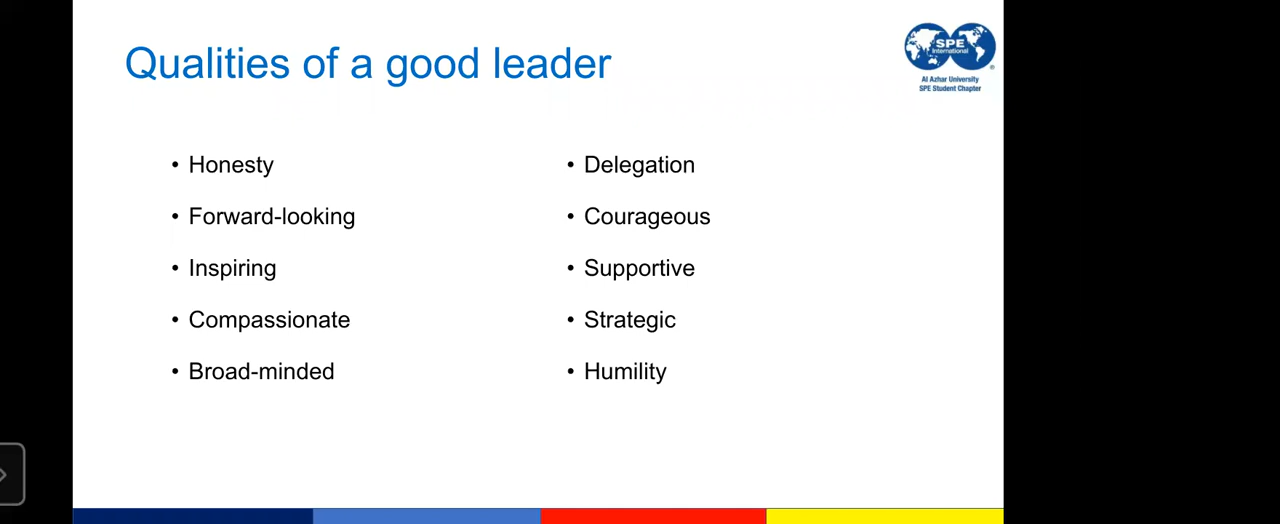 Qualities of a good leader
SPE
International
Al Azhar University
SPE Student Chapter
• Honesty
• Forward-looking
• Inspiring
• Compassionate
• Broad-minded
• Delegation
• Courageous
• Supportive
• Strategic
• Humility